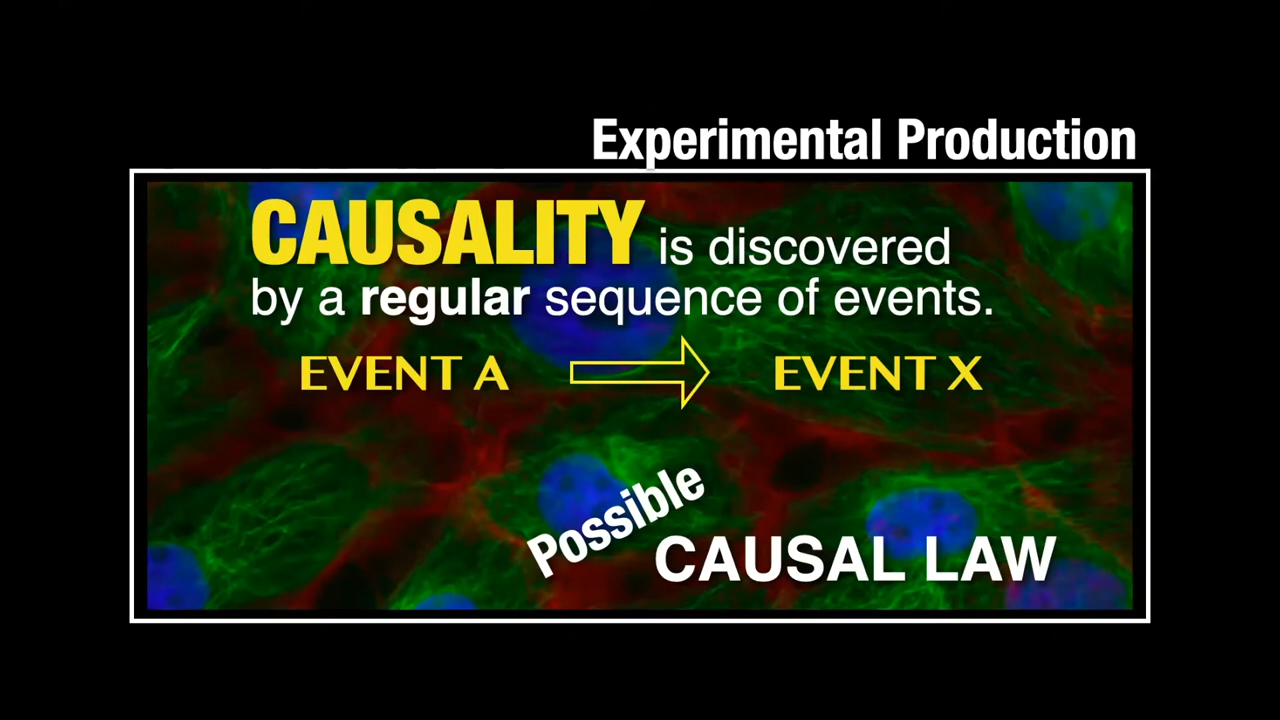 Experimental Production
CAUSALITY is discovered
by a regular sequence of events.
EVENT A EVENT X
Possible
CAUSAL LAW